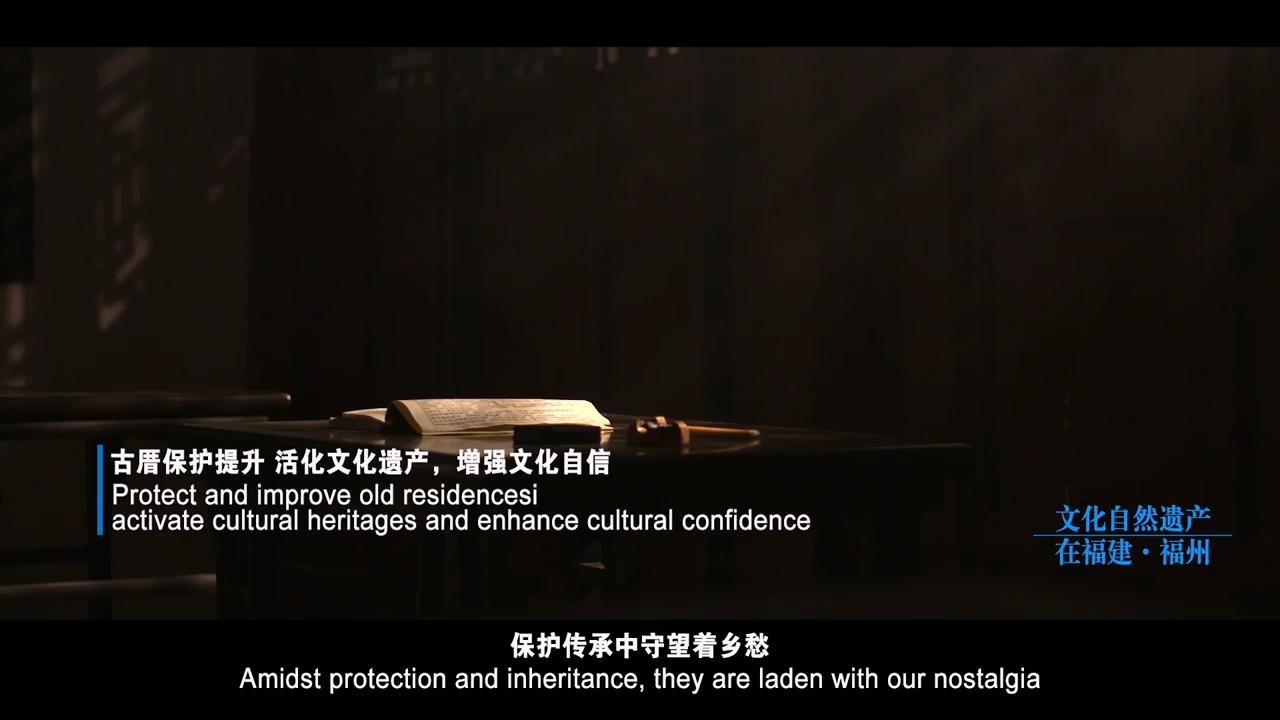 古厝保护提升 活化文化遗产，增强文化自信
Protect and improve old residencesi
activate cultural heritages and enhance cultural confidence
文化自然遗产
在福建·福州
保护传承中守望着乡愁
Amidst protection and inheritance, they are laden with our nostalgia